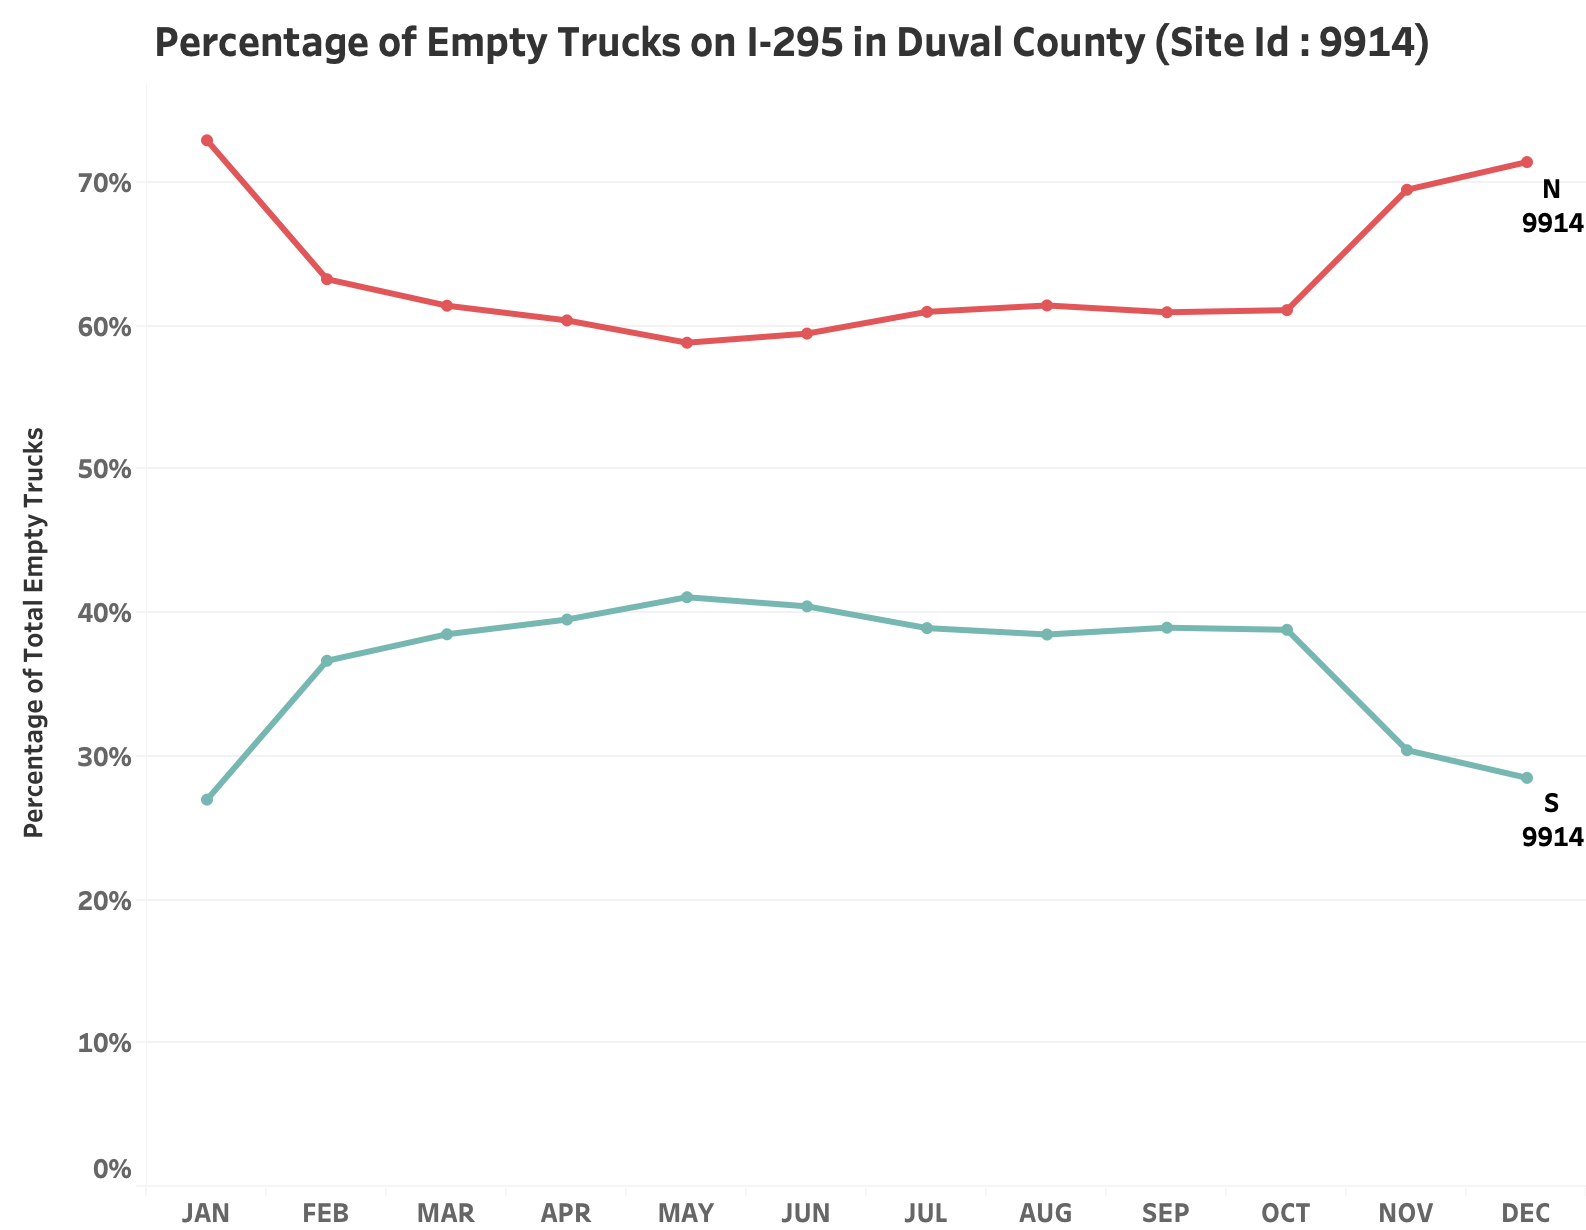 Percentage of Empty Trucks on I-295 in Duval County (Site Id : 9914)
Percentage of Total Empty Trucks
70%
60%
50%
40%
30%
20%
10%
0%
N
9914
S
9914
JAN FEB MAR APR MAY JUN JUL AUG SEP OCT NOV DEC